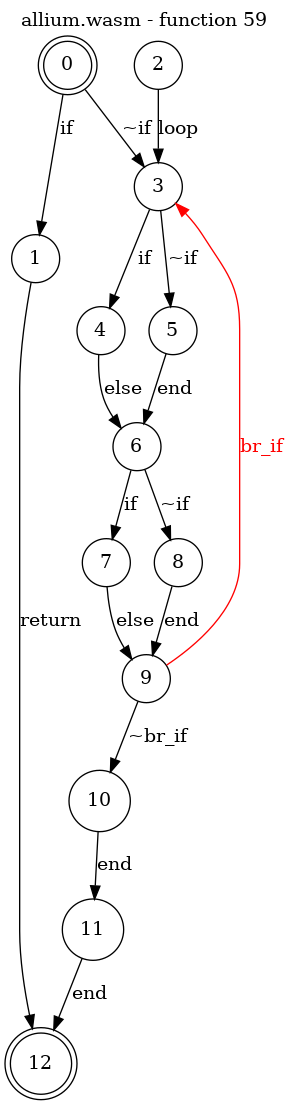 allium.wasm - function 59
0
2
if
~if
loop
3
1
if
~if
4
5
else
end
6
if
~if
7
8
return
else
end
br_if
9
~br_if
10
end
11
end
12